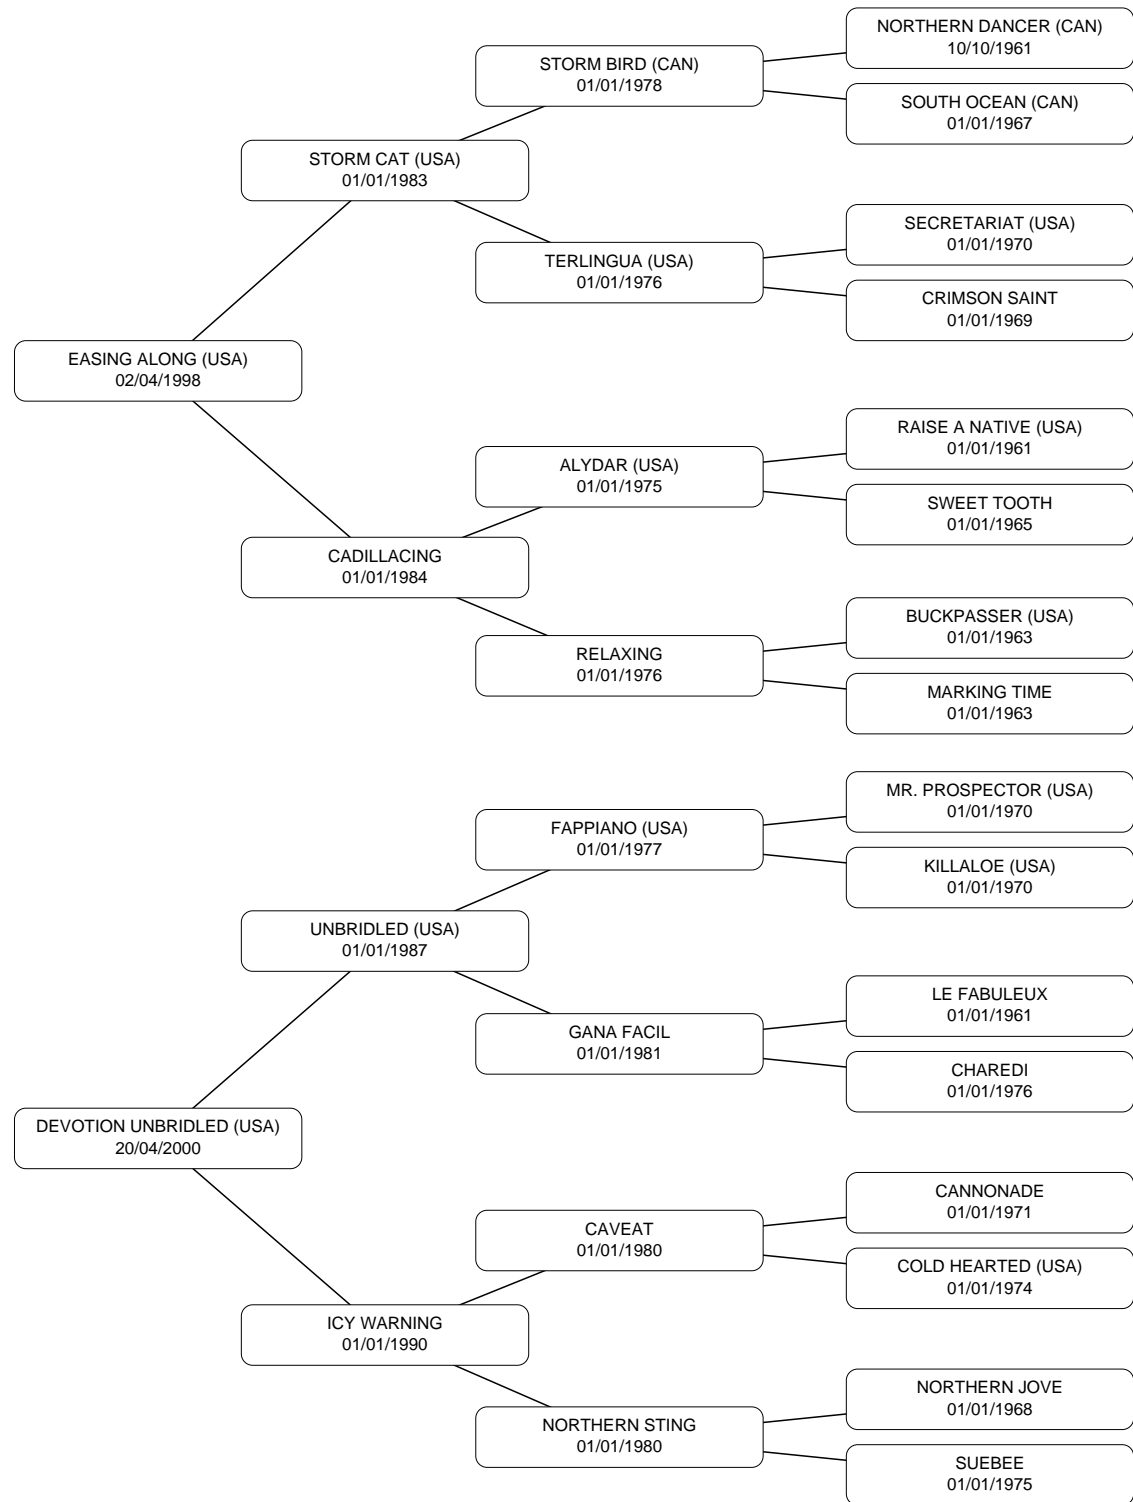 NORTHERN DANCER (CAN)
10/10/1961
STORM BIRD (CAN)
01/01/1978
SOUTH OCEAN (CAN)
01/01/1967
STORM CAT (USA)
01/01/1983
SECRETARIAT (USA)
01/01/1970
TERLINGUA (USA)
01/01/1976
CRIMSON SAINT
01/01/1969
EASING ALONG (USA)
02/04/1998
RAISE A NATIVE (USA)
01/01/1961
ALYDAR (USA)
01/01/1975
SWEET TOOTH
01/01/1965
CADILLACING
01/01/1984
BUCKPASSER (USA)
01/01/1963
RELAXING
01/01/1976
MARKING TIME
01/01/1963
MR. PROSPECTOR (USA)
01/01/1970
FAPPIANO (USA)
01/01/1977
KILLALOE (USA)
01/01/1970
UNBRIDLED (USA)
01/01/1987
LE FABULEUX
01/01/1961
GANA FACIL
01/01/1981
CHAREDI
01/01/1976
DEVOTION UNBRIDLED (USA)
20/04/2000
CANNONADE
01/01/1971
CAVEAT
01/01/1980
COLD HEARTED (USA)
01/01/1974
ICY WARNING
01/01/1990
NORTHERN JOVE
01/01/1968
NORTHERN STING
01/01/1980
SUEBEE
01/01/1975